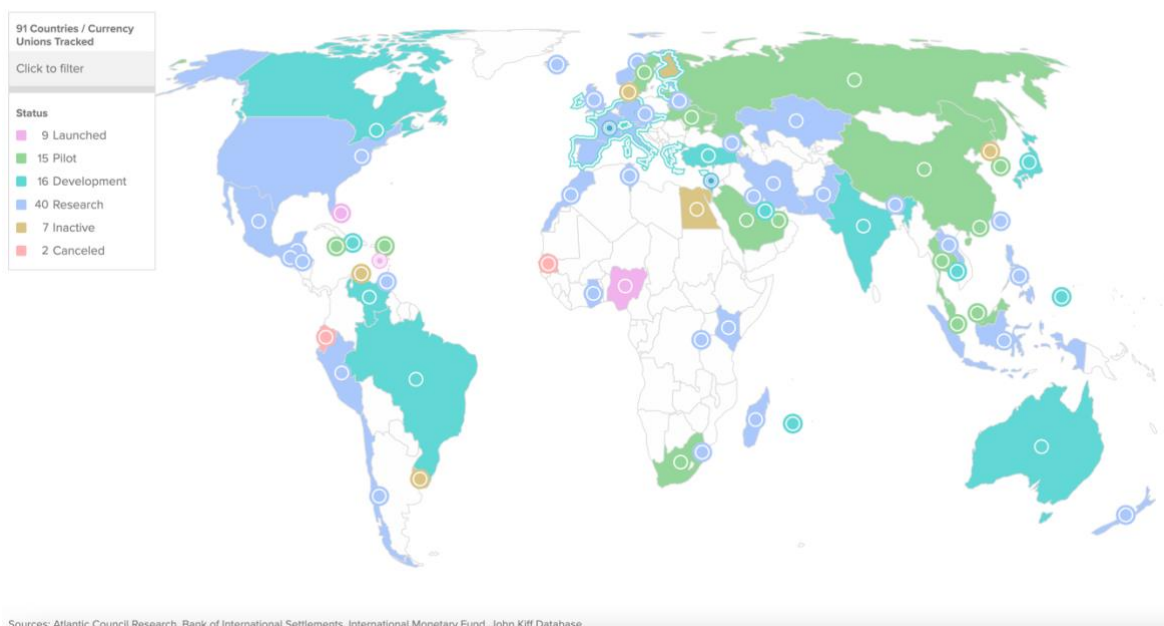 91 Countries / Currency
Unions Tracked
Click to filter
Status
9 Launched
15 Pilot
16 Development
40 Research
7 Inactive
2 Canceled
Sources: Atlantic Council Research, Bank of International Settlements, International Monetary Fund, John Kiff Database